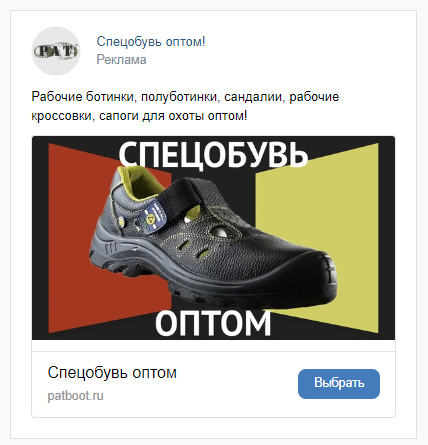 РАТ
Спецобувь оптом!
Реклама
Рабочие ботинки, полуботинки, сандалии, рабочие
кроссовки, сапоги для охоты оптом!
СПЕЦОБУВЬ
ОПТОМ
Спецобувь оптом
patboot.ru
Выбрать